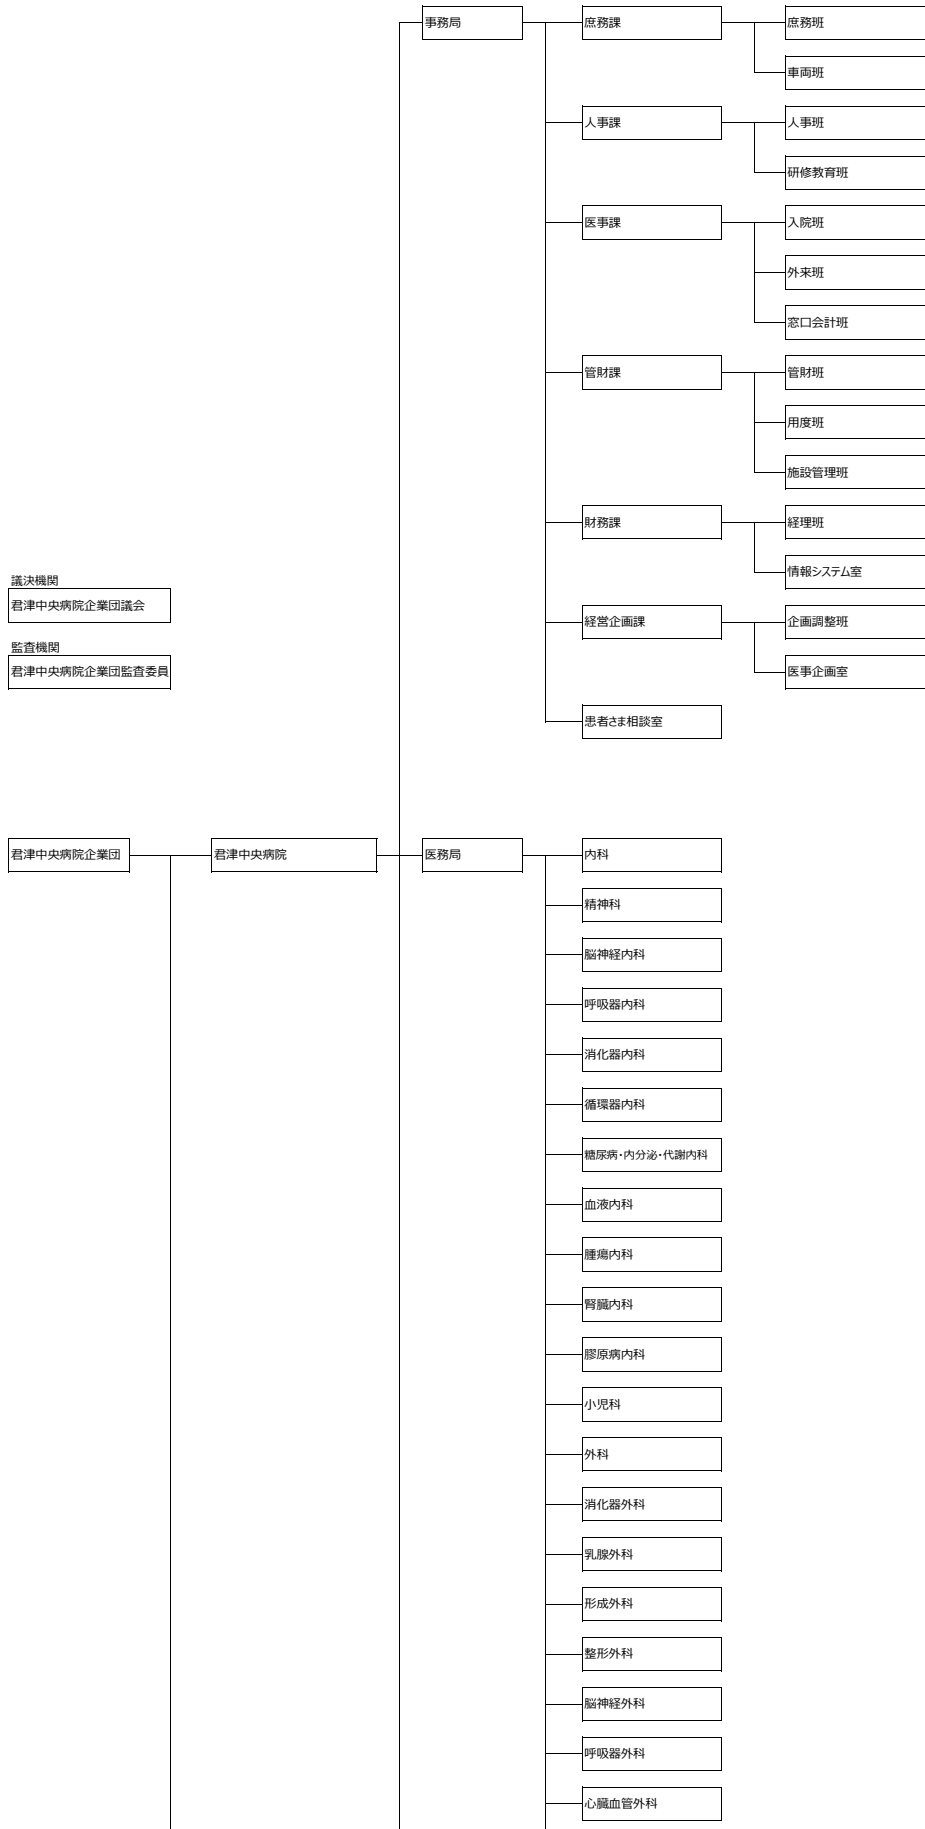 事務局
庶務課
庶務班
車両班
人事課
人事班
研修教育班
医事課
入院班
外来班
窓口会計班
管財課
管財班
用度班
施設管理班
財務課
経理班
情報システム室
議決機関
君津中央病院企業団議会
経営企画課
企画調整班
監査機関
君津中央病院企業団監査委員
医事企画室
患者さま相談室
君津中央病院企業団
君津中央病院
医務局
内科
精神科
脳神経内科
呼吸器内科
消化器内科
循環器内科
糖尿病・内分泌・代謝内科
血液内科
腫瘍内科
腎臓内科
膠原病内科
小児科
外科
消化器外科
乳腺外科
形成外科
整形外科
脳神経外科
呼吸器外科
心臓血管外科